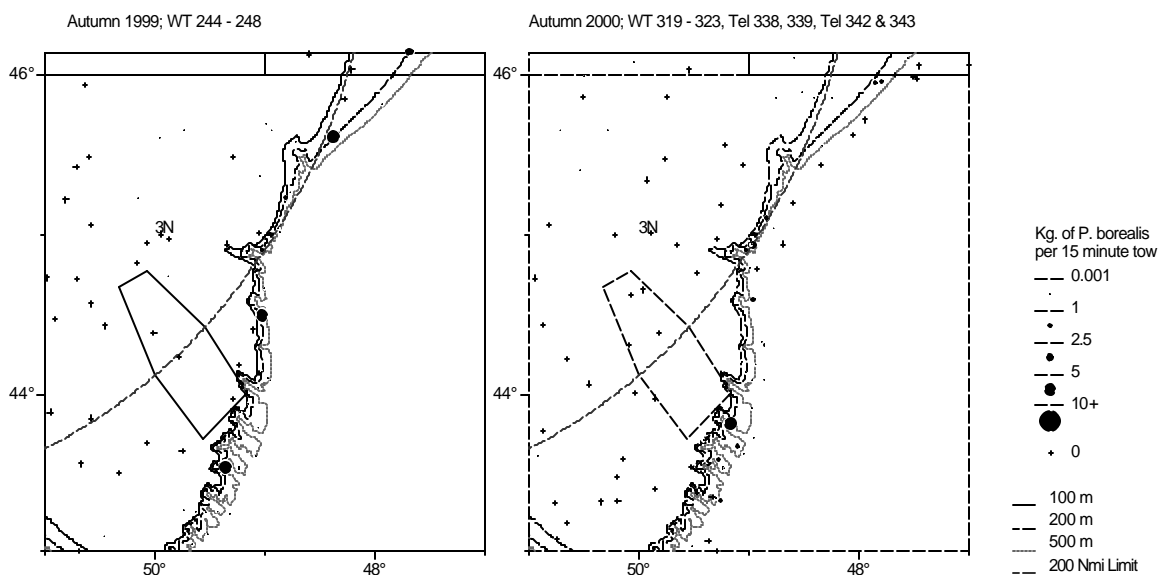 Autumn 1999; WT 244 - 248
Autumn 2000; WT 319 - 323, Tel 338, 339, Tel 342 & 343
46°
46°
3N
3N
44°
44°
50°
48°
50°
48°
Kg. of P. borealis
per 15 minute tow
0.001
1
2.5
5
10+
0
100 m
200 m
500 m
200 Nmi Limit